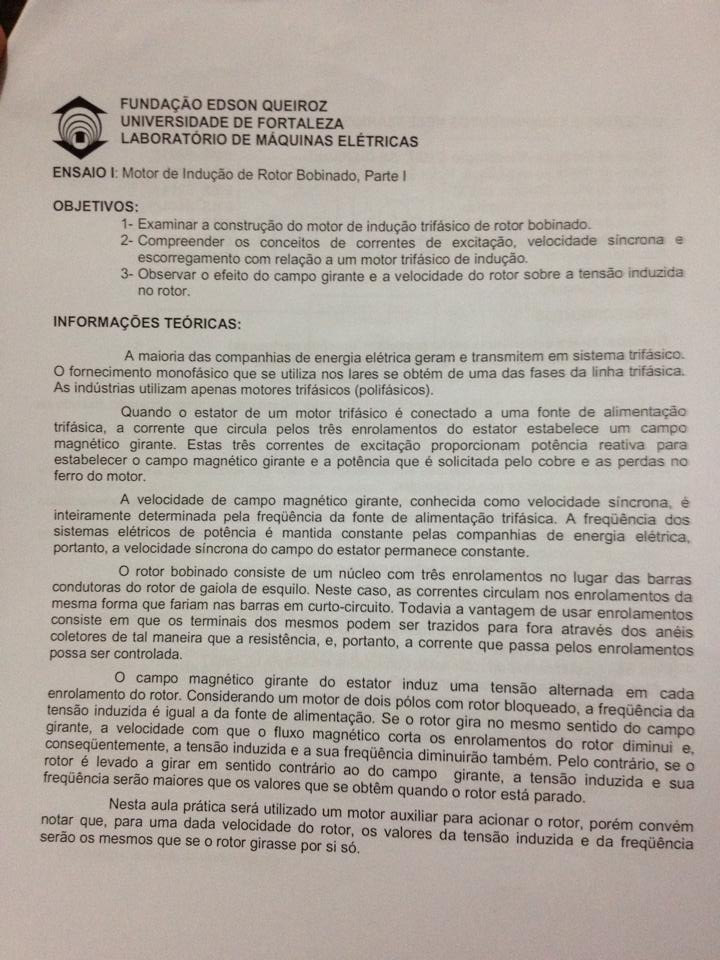 FUNDAÇÃO EDSON QUEIROZ
UNIVERSIDADE DE FORTALEZA
LABORATÓRIO DE MÁQUINAS ELÉTRICAS
ENSAIO I: Motor de Indução de Rotor Bobinado, Parte I
OBJETIVOS:
1- Examinar a construção do motor de indução trifásico de rotor bobinado.
2- Compreender os conceitos de correntes de excitação, velocidade síncrona e
escorregamento com relação a um motor trifásico de indução.
3- Observar o efeito do campo girante e a velocidade do rotor sobre a tensão induzida
no rotor.
INFORMAÇÕES TEÓRICAS:
A maioria das companhias de energia elétrica geram e transmitem em sistema trifásico.
O fornecimento monofásico que se utiliza nos lares se obtém de uma das fases da linha trifásica.
As indústrias utilizam apenas motores trifásicos (polifásicos).
Quando o estator de um motor trifásico é conectado a uma fonte de alimentação
trifásica, a corrente que circula pelos três enrolamentos do estator estabelece um campo
magnético girante. Estas três correntes de excitação proporcionam potência reativa para
estabelecer o campo magnético girante e a potência que é solicitada pelo cobre e as perdas no
ferro do motor.
A velocidade de campo magnético girante, conhecida como velocidade síncrona, é
inteiramente determinada pela freqüência da fonte de alimentação trifásica. A freqüência dos
sistemas elétricos de potência é mantida constante pelas companhias de energia elétrica,
portanto, a velocidade síncrona do campo do estator permanece constante.
O rotor bobinado consiste de um núcleo com três enrolamentos no lugar das barras
condutoras do rotor de gaiola de esquilo. Neste caso, as correntes circulam nos enrolamentos da
mesma forma que fariam nas barras em curto-circuito. Todavia a vantagem de usar enrolamentos
consiste em que os terminais dos mesmos podem ser trazidos para fora através dos anéis
coletores de tal maneira que a resistência, e, portanto, a corrente que passa pelos enrolamentos
possa ser controlada.
O campo magnético girante do estator induz uma tensão alternada em cada
enrolamento do rotor. Considerando um motor de dois pólos com rotor bloqueado, a freqüência da
tensão induzida é igual a da fonte de alimentação. Se o rotor gira no mesmo sentido do campo
girante, a velocidade com que o fluxo magnético corta os enrolamentos do rotor diminui e,
conseqüentemente, a tensão induzida e a sua freqüência diminuirão também. Pelo contrário, se o
rotor é levado a girar em sentido contrário ao do campo girante, a tensão induzida e sua
freqüência serão maiores que os valores que se obtêm quando o rotor está parado.
Nesta aula prática será utilizado um motor auxiliar para acionar o rotor, porém convém
notar que, para uma dada velocidade do rotor, os valores da tensão induzida e da freqüência
serão os mesmos que se o rotor girasse por si só.